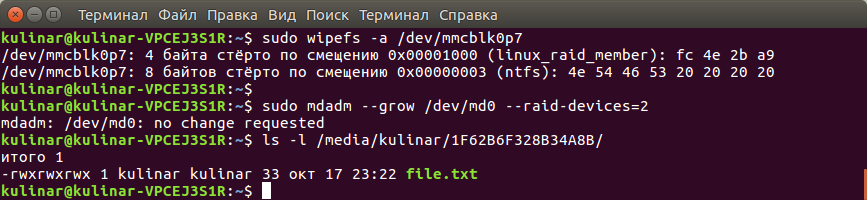 Терминал Файл Правка Вид Поиск Терминал Справка
kulinar@kulinar-VPCEJ3S1R:~$ sudo wipefs -a /dev/mmcblk0p7
/dev/mmcblk0p7: 4 байта стёрто по смещению 0x00001000 (linux_raid_member): fc 4e 2b a9
/dev/mmcblk0p7: 8 байтов стёрто по смещению 0x00000003 (ntfs): 4e 54 46 53 20 20 20 20
kulinar@kulinar-VPCEJ3S1R:~$
kulinar@kulinar-VPCEJ3S1R:~$ sudo mdadm --grow /dev/md0 --raid-devices=2
mdadm: /dev/md0: no change requested
kulinar@kulinar-VPCEJ3S1R:~$ ls -l /media/kulinar/1F62B6F328B34A8B/
итого 1
-rwxrwxrwx 1 kulinar kulinar 33 окт 17 23:22 file.txt
kulinar@kulinar-VPCEJ3S1R:~$